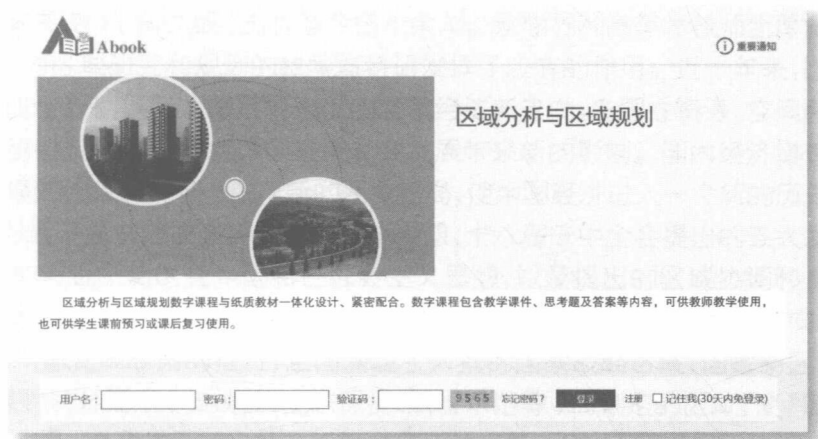 Abook
重要通知
区域分析与区域规划
区域分析与区域规划数字课程与纸质教材一体化设计、紧密配合。数字课程包含教学课件、思考题及答案等内容，可供教师教学使用，
也可供学生课前预习或课后复习使用。
用户名： 密码： 验证码： 9565 忘记密码？ 登录 注册 记住我(30天内免登录)